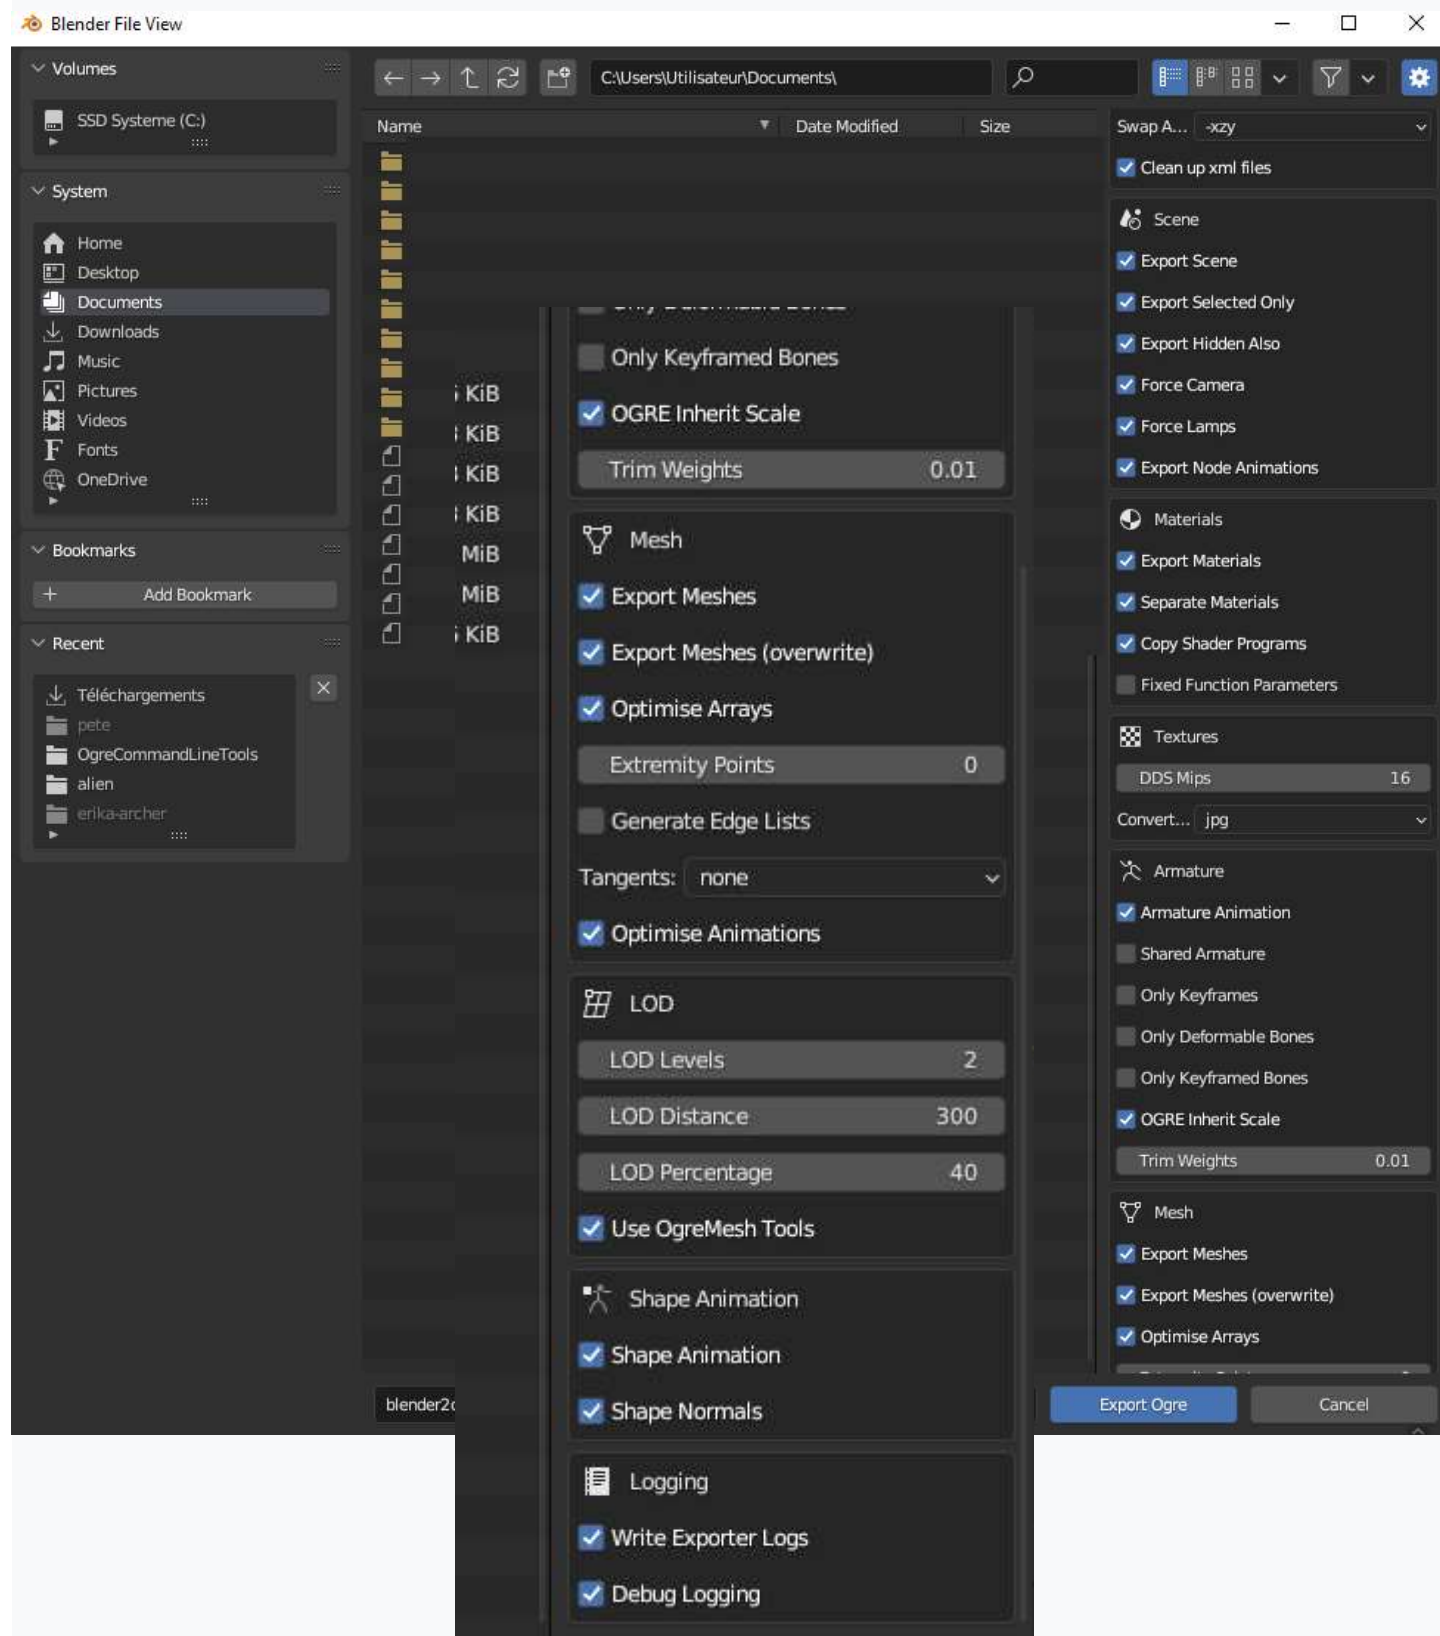 Blender File View
Volumes
SSD Systeme (C:)
System
Home
Desktop
Documents
Downloads
Music
Pictures
Videos
Fonts
OneDrive
Bookmarks
Add Bookmark
Recent
Téléchargements
pete
OgreCommandLineTools
alien
erika-archer
C:\Users\Utilisateur\Documents\
Name Date Modified Size
KiB
KiB
KiB
KiB
MiB
MiB
KiB
Only Deformable Bones
Only Keyframed Bones
OGRE Inherit Scale
Trim Weights 0.01
Mesh
Export Meshes
Export Meshes (overwrite)
Optimise Arrays
Extremity Points 0
Generate Edge Lists
Tangents: none
Optimise Animations
LOD
LOD Levels 2
LOD Distance 300
LOD Percentage 40
Use OgreMesh Tools
Shape Animation
Shape Animation
Shape Normals
Logging
Write Exporter Logs
Debug Logging
Swap A... -xzy
Clean up xml files
Scene
Export Scene
Export Selected Only
Export Hidden Also
Force Camera
Force Lamps
Export Node Animations
Materials
Export Materials
Separate Materials
Copy Shader Programs
Fixed Function Parameters
Textures
DDS Mips 16
Convert... jpg
Armature
Armature Animation
Shared Armature
Only Keyframes
Only Deformable Bones
Only Keyframed Bones
OGRE Inherit Scale
Trim Weights 0.01
Mesh
Export Meshes
Export Meshes (overwrite)
Optimise Arrays
blender2
Export Ogre
Cancel